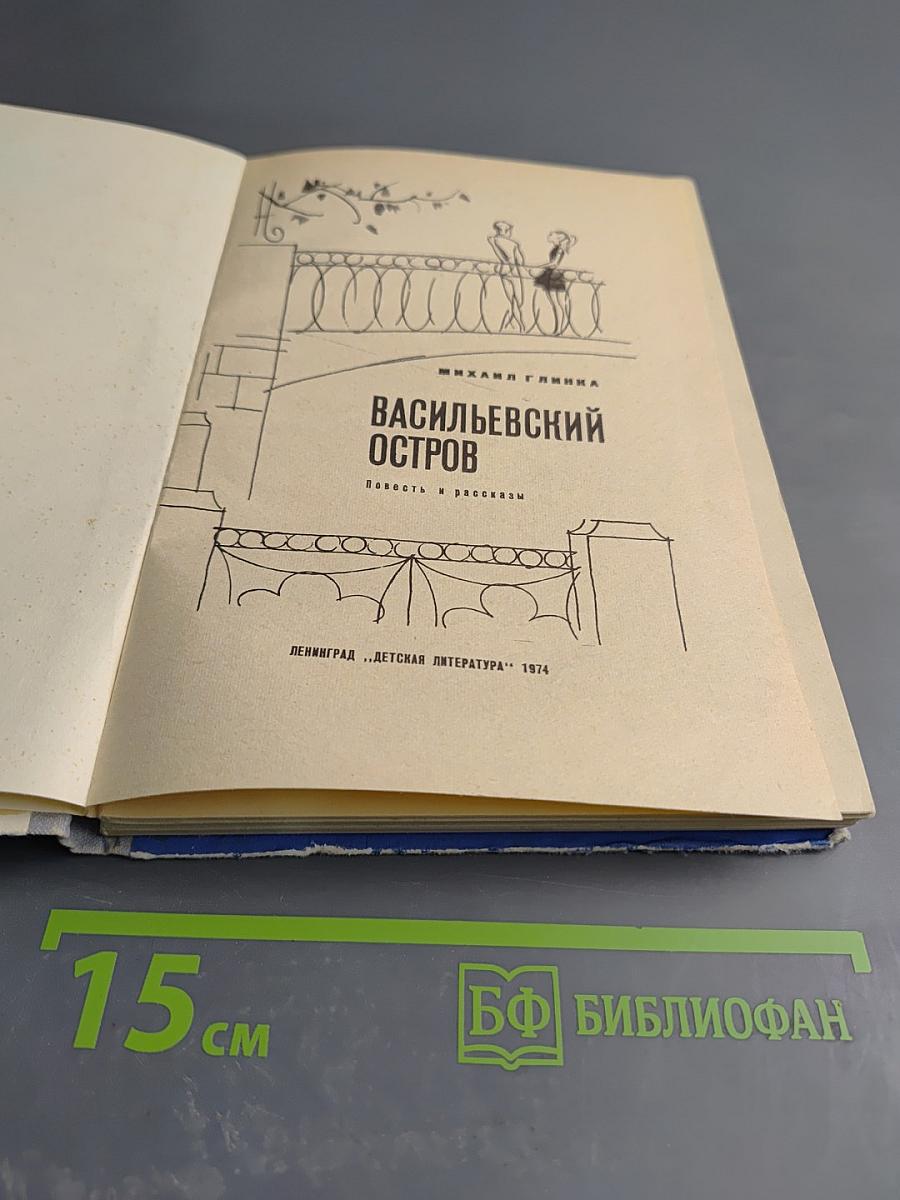 МИХАИЛ ГЛИНКА
ВАСИЛЬЕВСКИЙ
ОСТРОВ
Повесть и рассказы
ЛЕНИНГРАД „ДЕТСКАЯ ЛИТЕРАТУРА“ 1974
15 см
БФ БИБЛИОФАН